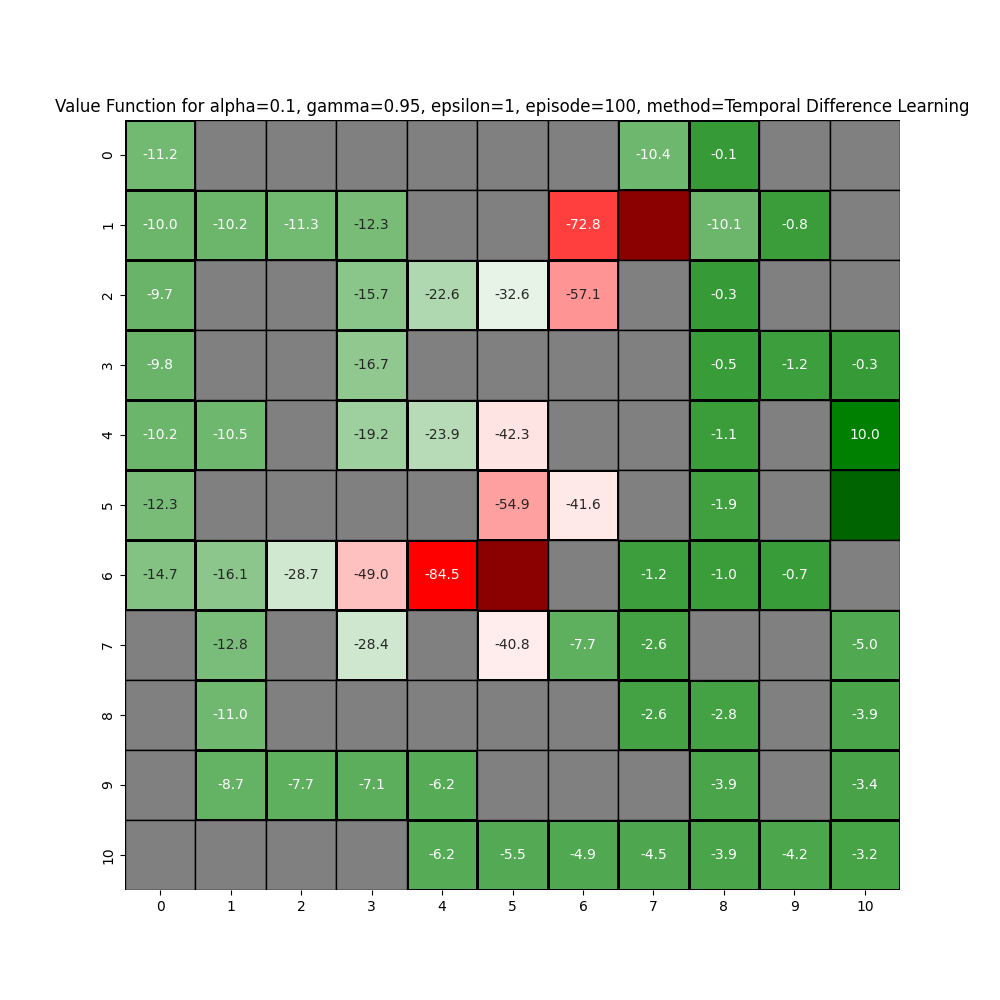 Value Function for alpha=0.1, gamma=0.95, epsilon=1, episode=100, method=Temporal Difference Learning
0 -11.2 -10.4 -0.1
1 -10.0 -10.2 -11.3 -12.3 -72.8 -10.1 -0.8
2 -9.7 -15.7 -22.6 -32.6 -57.1 -0.3
3 -9.8 -16.7 -0.5 -1.2 -0.3
4 -10.2 -10.5 -19.2 -23.9 -42.3 -1.1 10.0
5 -12.3 -54.9 -41.6 -1.9
6 -14.7 -16.1 -28.7 -49.0 -84.5 -1.2 -1.0 -0.7
7 -12.8 -28.4 -40.8 -7.7 -2.6 -5.0
8 -11.0 -2.6 -2.8 -3.9
9 -8.7 -7.7 -7.1 -6.2 -3.9 -3.4
10 -6.2 -5.5 -4.9 -4.5 -3.9 -4.2 -3.2
0 1 2 3 4 5 6 7 8 9 10